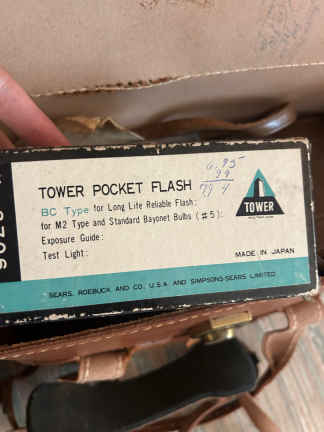 TOWER POCKET FLASH
BC Type for Long Life Reliable Flash:
for M2 Type and Standard Bayonet Bulbs (#5):
Exposure Guide:
Test Light:
TOWER
MADE IN JAPAN
SEARS, ROEBUCK AND CO., U.S.A. AND SIMPSONS-SEARS, LIMITED